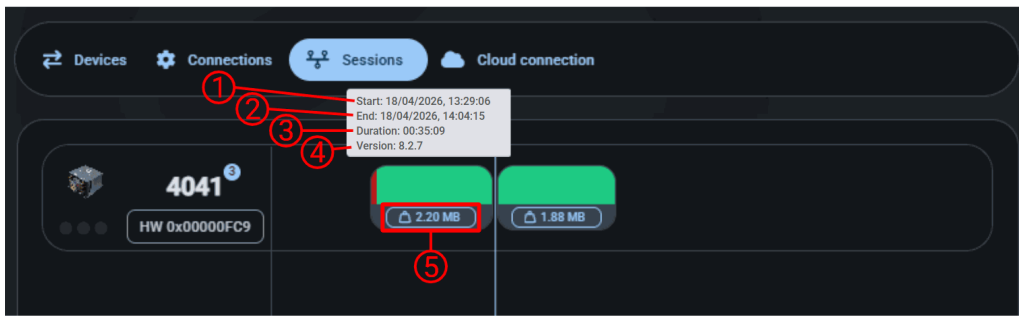 Devices
Connections
Sessions
Cloud connection
1
Start: 18/04/2026, 13:29:06
2
End: 18/04/2026, 14:04:15
3
Duration: 00:35:09
4
Version: 8.2.7
4041
3
HW 0x00000FC9
2.20 MB
1.88 MB
5